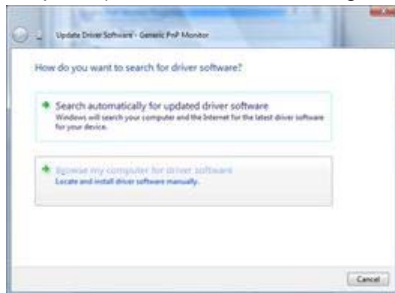 Update Driver Software - Generic PnP Monitor
How do you want to search for driver software?
Search automatically for updated driver software
Windows will search your computer and the Internet for the latest driver software
for your device.
Browse my computer for driver software
Locate and install driver software manually.
Cancel